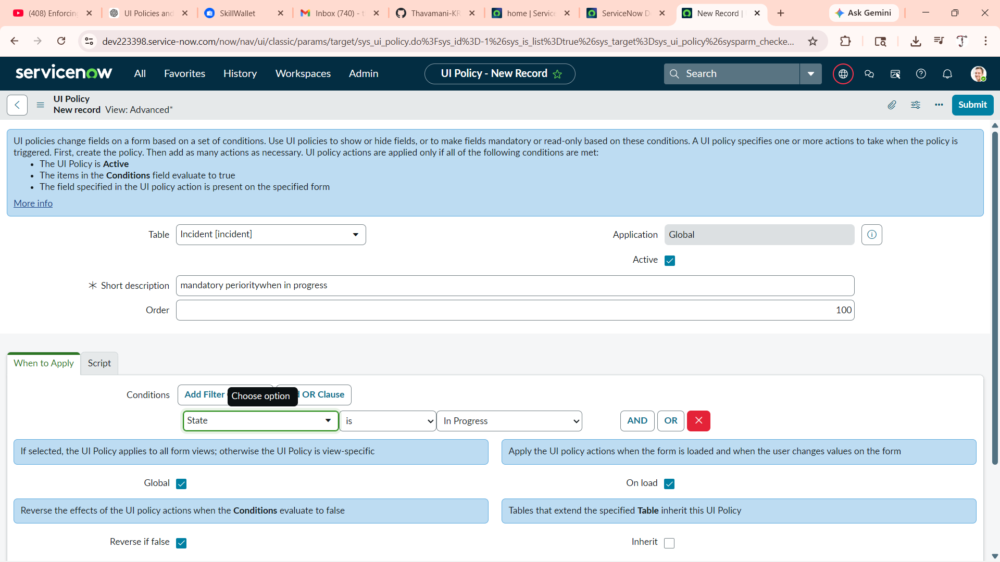 (408) Enforcing
UI Policies and
SkillWallet
Inbox (740) - t
Thavamani-KR
home | Service
ServiceNow D
New Record |
Ask Gemini
dev223398.service-now.com/now/nav/ui/classic/params/target/sys_ui_policy.do%3Fsys_id%3D-1%26sys_is_list%3Dtrue%26sys_target%3Dsys_ui_policy%26sysparm_checke...
servicenow
All
Favorites
History
Workspaces
Admin
UI Policy - New Record
Search
UI Policy
New record View: Advanced*
Submit
UI policies change fields on a form based on a set of conditions. Use UI policies to show or hide fields, or to make fields mandatory or read-only based on these conditions. A UI policy specifies one or more actions to take when the policy is
triggered. First, create the policy. Then add as many actions as necessary. UI policy actions are applied only if all of the following conditions are met:
• The UI Policy is Active
• The items in the Conditions field evaluate to true
• The field specified in the UI policy action is present on the specified form
More info
Table
Incident [incident]
Application
Global
Active
Short description
mandatory perioritywhen in progress
Order
100
When to Apply
Script
Conditions
Add Filter
Choose option
OR Clause
State
is
In Progress
AND
OR
If selected, the UI Policy applies to all form views; otherwise the UI Policy is view-specific
Apply the UI policy actions when the form is loaded and when the user changes values on the form
Global
On load
Reverse the effects of the UI policy actions when the Conditions evaluate to false
Tables that extend the specified Table inherit this UI Policy
Reverse if false
Inherit